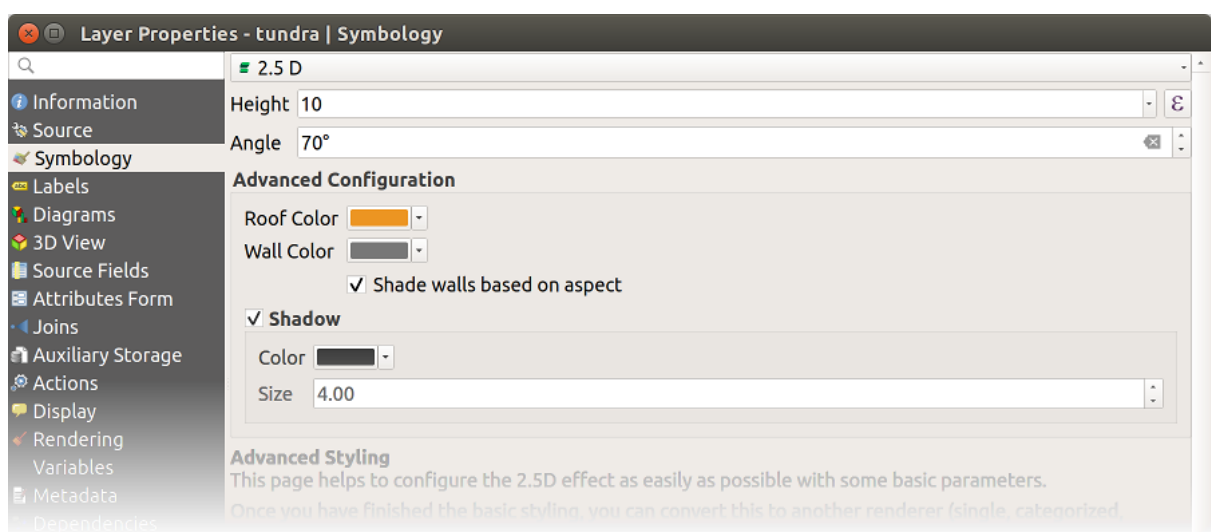 Layer Properties - tundra | Symbology
2.5 D
Information
Height 10 ε
Source
Angle 70°
Symbology
Advanced Configuration
Labels
Diagrams
Roof Color
3D View
Wall Color
Source Fields
Shade walls based on aspect
Attributes Form
Joins
Shadow
Auxiliary Storage
Color
Actions
Size 4.00
Display
Rendering
Variables
Advanced Styling
This page helps to configure the 2.5D effect as easily as possible with some basic parameters.
Metadata
Once you have finished the basic styling, you can convert this to another renderer (single, categorized,
Dependencies